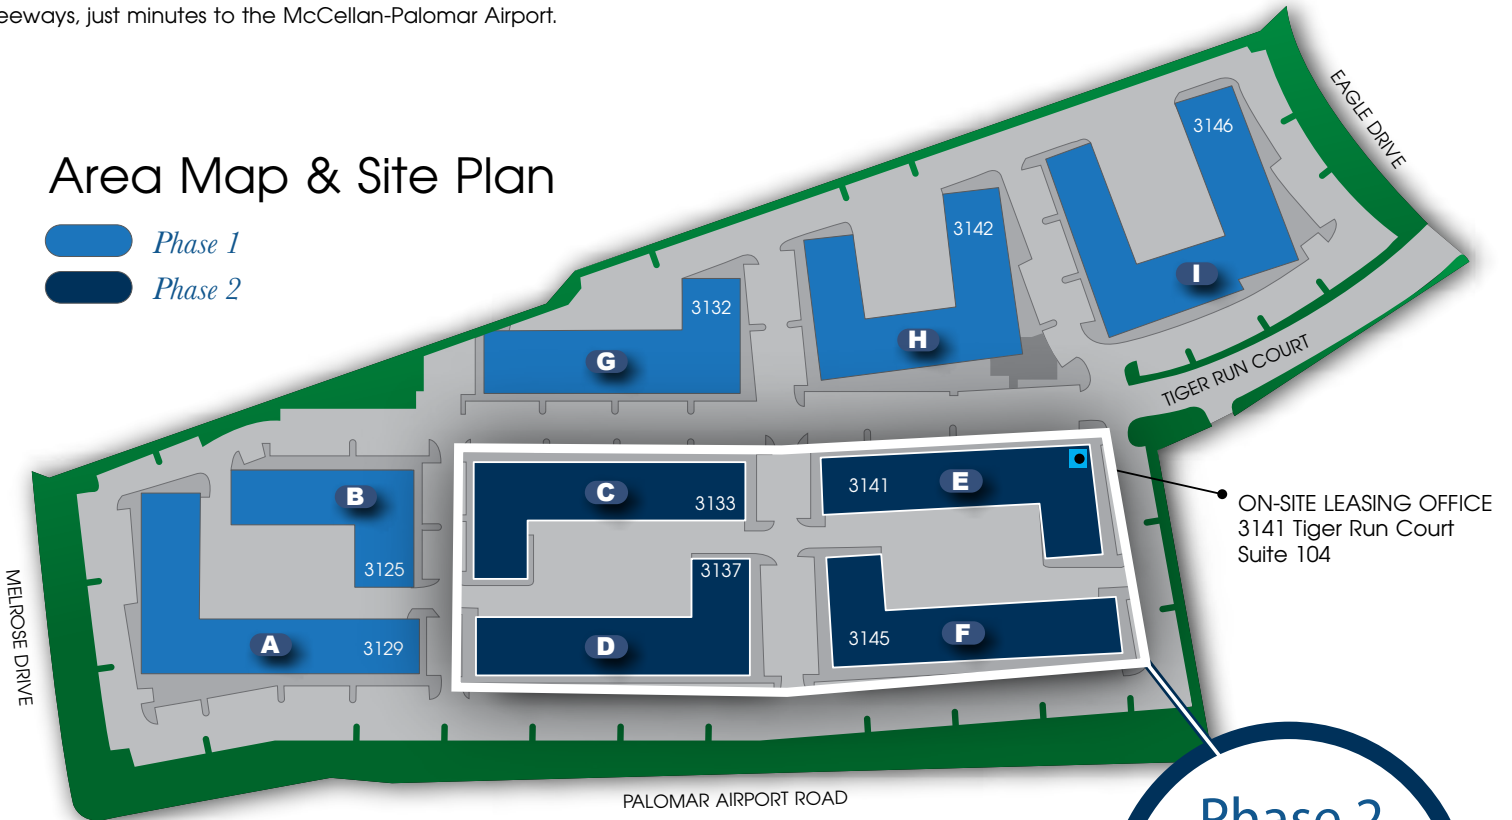 eeways, just minutes to the McCellan-Palomar Airport.
Area Map & Site Plan
Phase 1
Phase 2
EAGLE DRIVE
3146
I
3142
H
3132
G
TIGER RUN COURT
B
3125
A
3129
C
3133
3137
D
3141
E
3145
F
ON-SITE LEASING OFFICE
3141 Tiger Run Court
Suite 104
MELROSE DRIVE
PALOMAR AIRPORT ROAD
Phase 2